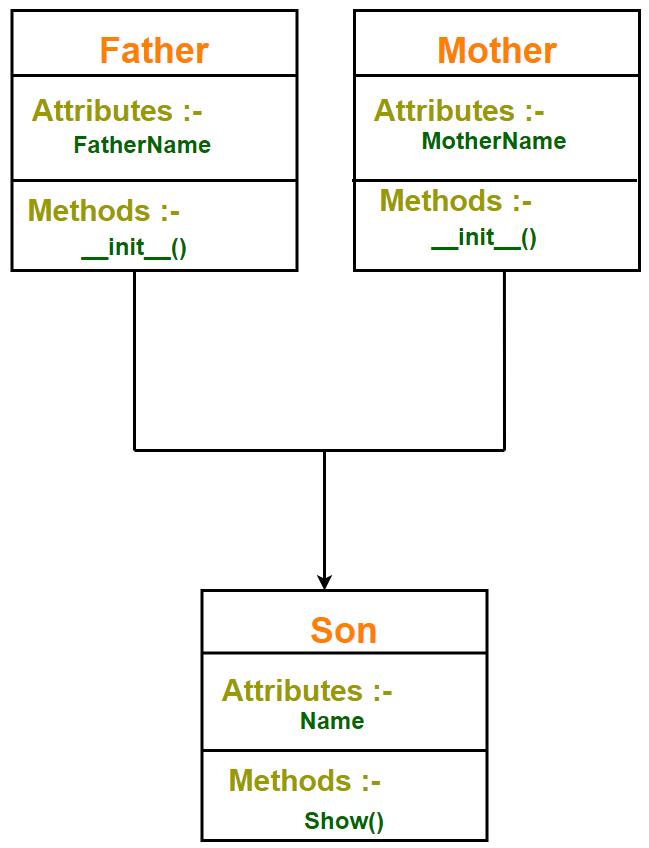 Father
Attributes :-
FatherName
Methods :-
__init__()
Mother
Attributes :-
MotherName
Methods :-
__init__()
Son
Attributes :-
Name
Methods :-
Show()